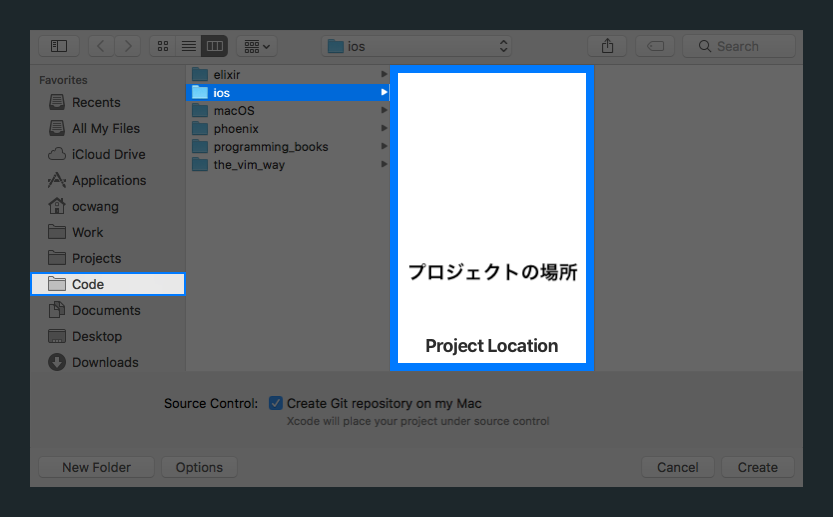 ios
Search
Favorites
Recents
All My Files
iCloud Drive
Applications
ocwang
Work
Projects
Code
Documents
Desktop
Downloads
elixir
ios
macOS
phoenix
programming_books
the_vim_way
プロジェクトの場所
Project Location
Source Control: Create Git repository on my Mac
Xcode will place your project under source control
New Folder Options Cancel Create